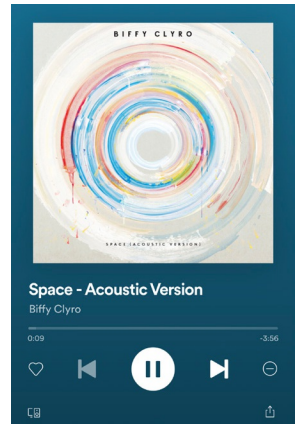 BIFFY CLYRO
SPACE (ACOUSTIC VERSION)
Space - Acoustic Version
Biffy Clyro
0:09
-3:56